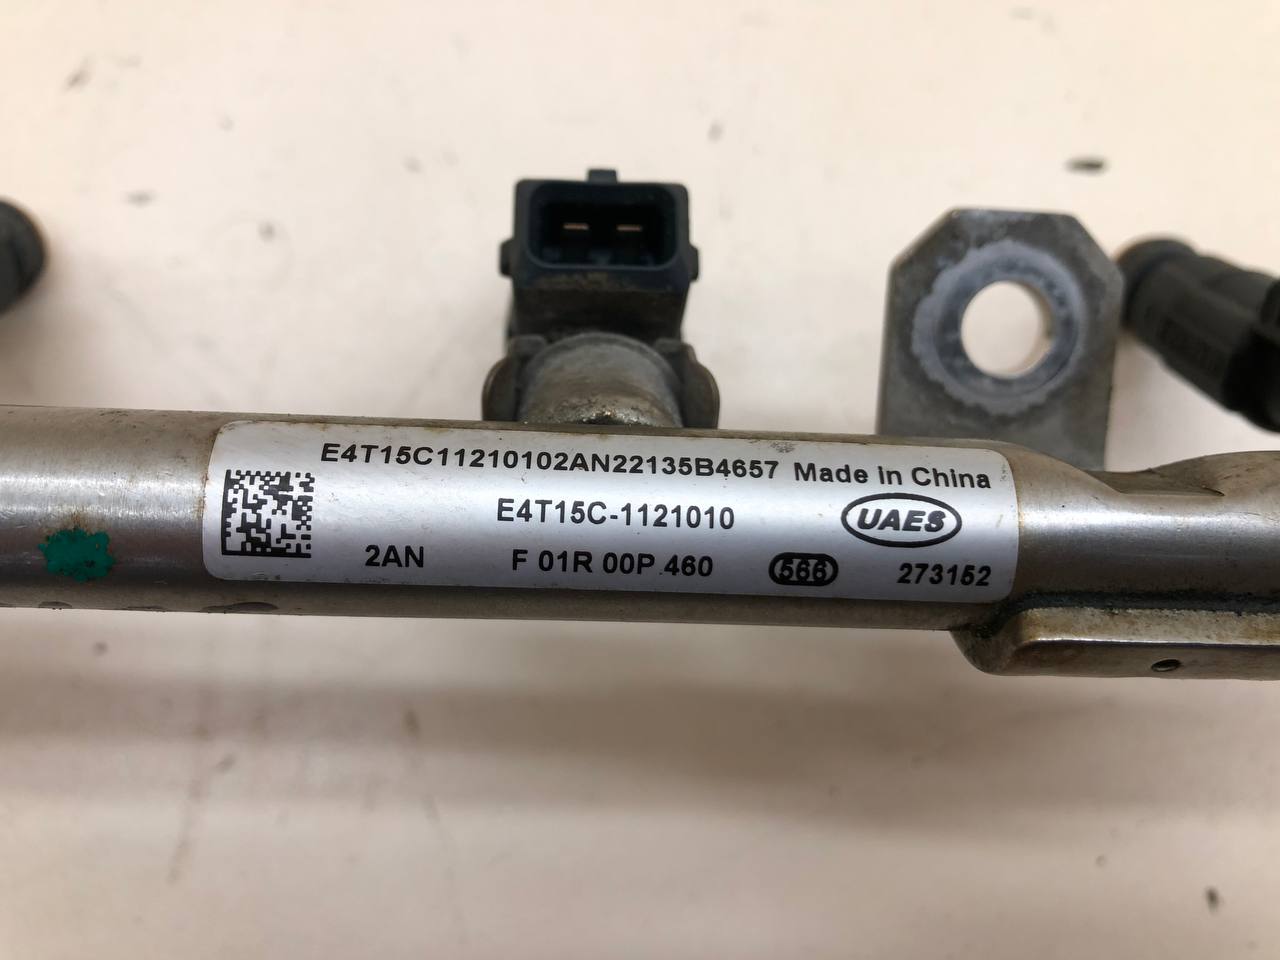 E4T15C11210102AN22135B4657 Made in China
E4T15C-1121010
UAES
2AN F 01R 00P 460 566 273152